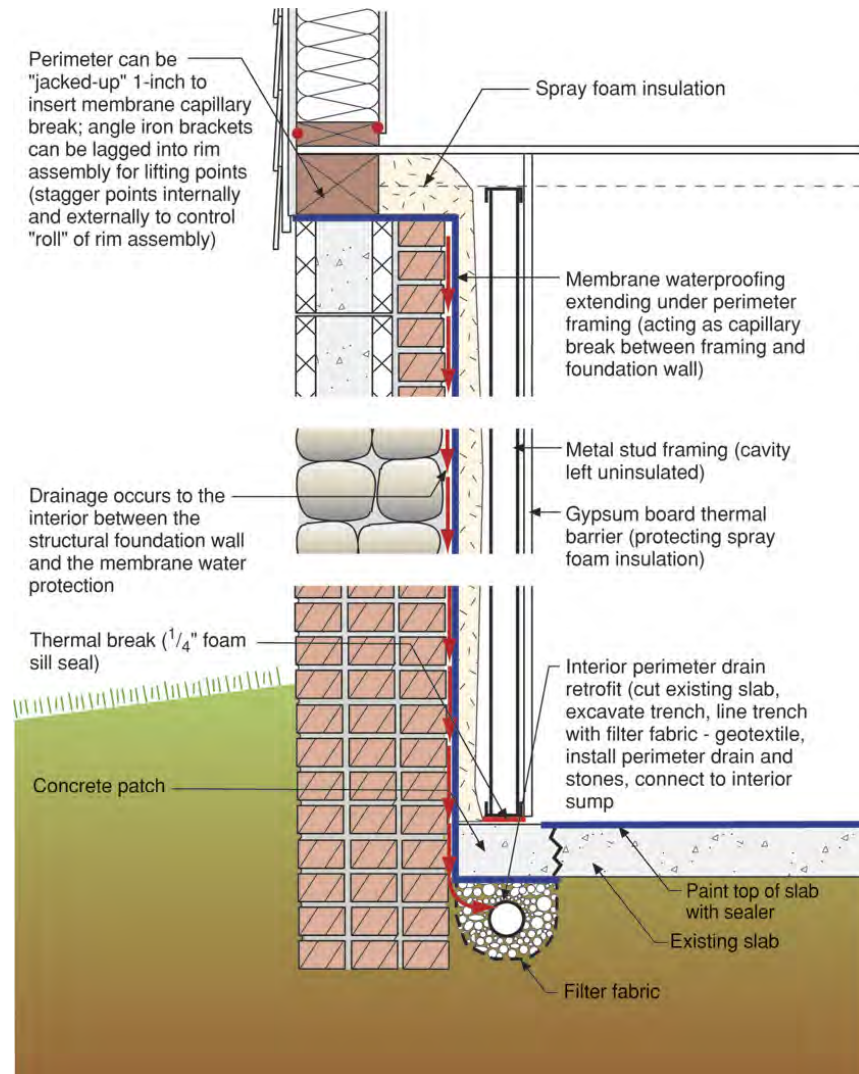 Perimeter can be
"jacked-up" 1-inch to
insert membrane capillary
break; angle iron brackets
can be lagged into rim
assembly for lifting points
(stagger points internally
and externally to control
"roll" of rim assembly)
Spray foam insulation
Membrane waterproofing
extending under perimeter
framing (acting as capillary
break between framing and
foundation wall)
Metal stud framing (cavity
left uninsulated)
Drainage occurs to the
interior between the
structural foundation wall
and the membrane water
protection
Gypsum board thermal
barrier (protecting spray
foam insulation)
Thermal break (1/4" foam
sill seal)
Interior perimeter drain
retrofit (cut existing slab,
excavate trench, line trench
with filter fabric - geotextile,
install perimeter drain and
stones, connect to interior
sump
Concrete patch
Paint top of slab
with sealer
Existing slab
Filter fabric